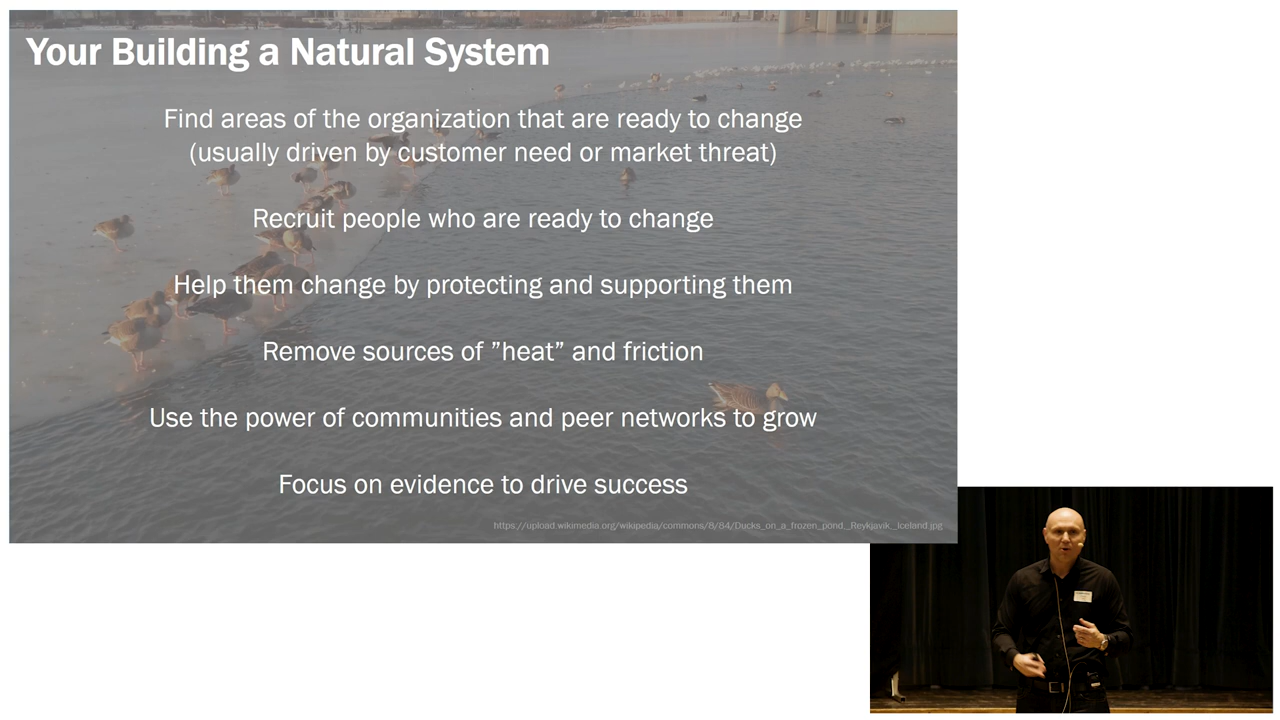 Your Building a Natural System
Find areas of the organization that are ready to change
(usually driven by customer need or market threat)
Recruit people who are ready to change
Help them change by protecting and supporting them
Remove sources of ”heat” and friction
Use the power of communities and peer networks to grow
Focus on evidence to drive success
https://upload.wikimedia.org/wikipedia/commons/8/84/Ducks_on_a_frozen_pond,_Reykjavik,_Iceland.jpg